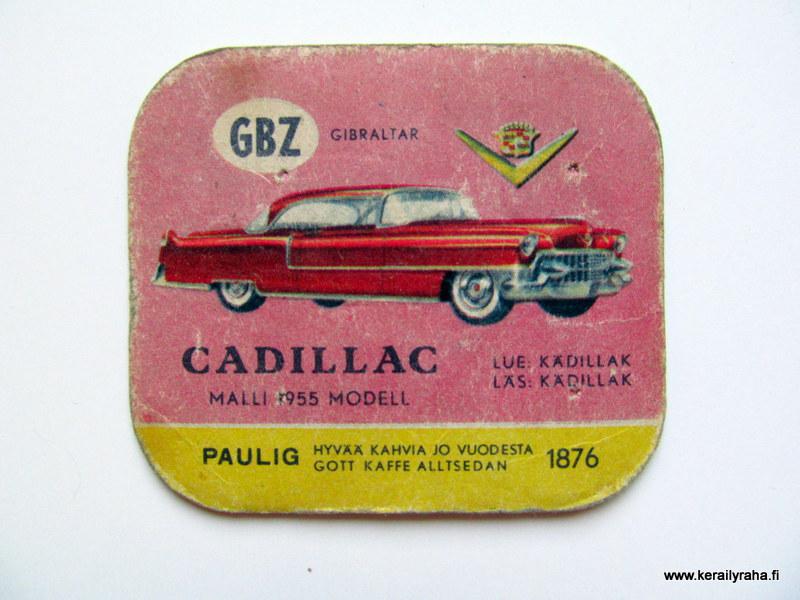 GBZ GIBRALTAR
CADILLAC
LUE: KÄDILLAK
LÄS: KÄDILLAK
MALLI 1955 MODELL
PAULIG HYVÄÄ KAHVIA JO VUODESTA 1876
GOTT KAFFE ALLTSEDAN
www.kerailyraha.fi